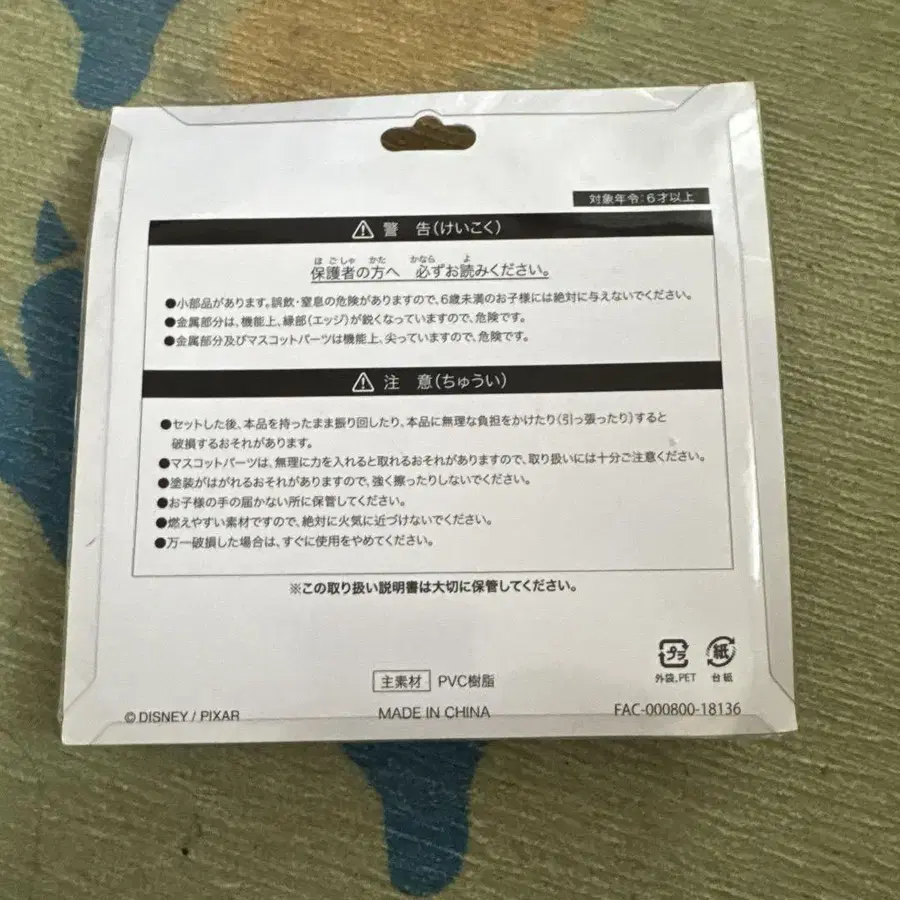 対象年令:6才以上
⚠ 警 告(けいこく)
保護者の方へ 必ずお読みください。
●小部品があります。誤飲・窒息の危険がありますので、6歳未満のお子様には絶対に与えないでください。
●金属部分は、機能上、縁部(エッジ)が鋭くなっていますので、危険です。
●金属部分及びマスコットパーツは機能上、尖っていますので、危険です。
⚠ 注 意(ちゅうい)
●セットした後、本品を持ったまま振り回したり、本品に無理な負担をかけたり(引っ張ったり)すると
破損するおそれがあります。
●マスコットパーツは、無理に力を入れると取れるおそれがありますので、取り扱いには十分ご注意ください。
●塗装がはがれるおそれがありますので、強く擦ったりしないでください。
●お子様の手の届かない所に保管してください。
●燃えやすい素材ですので、絶対に火気に近づけないでください。
●万一破損した場合は、すぐに使用をやめてください。
※この取り扱い説明書は大切に保管してください。
プラ 紙
外袋,PET 台紙
主素材 PVC樹脂
© DISNEY / PIXAR MADE IN CHINA FAC-000800-18136